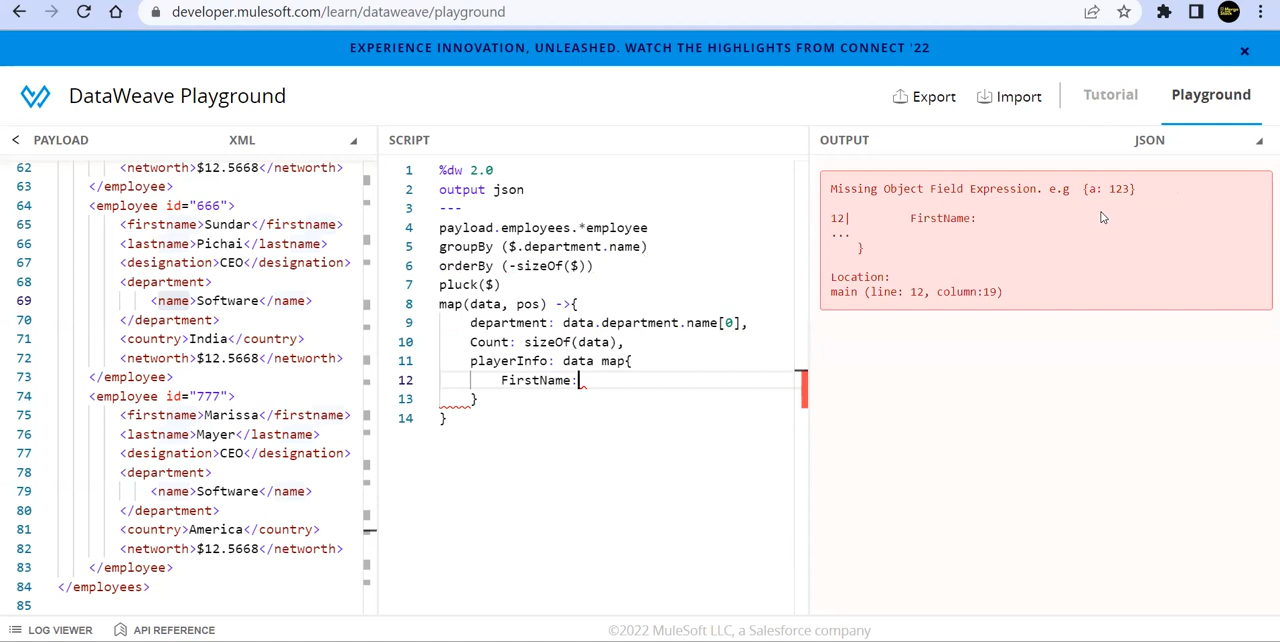 developer.mulesoft.com/learn/dataweave/playground
EXPERIENCE INNOVATION, UNLEASHED. WATCH THE HIGHLIGHTS FROM CONNECT '22
DataWeave Playground
Export
Import
Tutorial
Playground
PAYLOAD
XML
62 <networth>$12.5668</networth>
63 </employee>
64 <employee id="666">
65 <firstname>Sundar</firstname>
66 <lastname>Pichai</lastname>
67 <designation>CEO</designation>
68 <department>
69 <name>Software</name>
70 </department>
71 <country>India</country>
72 <networth>$12.5668</networth>
73 </employee>
74 <employee id="777">
75 <firstname>Marissa</firstname>
76 <lastname>Mayer</lastname>
77 <designation>CEO</designation>
78 <department>
79 <name>Software</name>
80 </department>
81 <country>America</country>
82 <networth>$12.5668</networth>
83 </employee>
84 </employees>
85
SCRIPT
1 %dw 2.0
2 output json
3 ---
4 payload.employees.*employee
5 groupBy ($.department.name)
6 orderBy (-sizeOf($))
7 pluck($)
8 map(data, pos) ->{
9 department: data.department.name[0],
10 Count: sizeOf(data),
11 playerInfo: data map{
12 FirstName:
13 }
14 }
OUTPUT
JSON
Missing Object Field Expression. e.g {a: 123}
12| FirstName:
...
}
Location:
main (line: 12, column:19)
LOG VIEWER
API REFERENCE
©2022 MuleSoft LLC, a Salesforce company